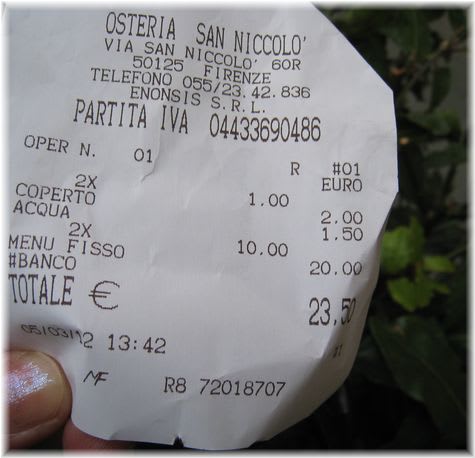 OSTERIA SAN NICCOLO'
VIA SAN NICCOLO' 60R
50125 FIRENZE
TELEFONO 055/23.42.836
ENONSIS S.R.L.
PARTITA IVA 04433690486
OPER N. 01
R #01
EURO
2X 1.00
COPERTO 2.00
ACQUA 1.50
2X 10.00
MENU FISSO 20.00
#BANCO
TOTALE € 23,50
05/03/12 13:42
#1
MF R8 72018707